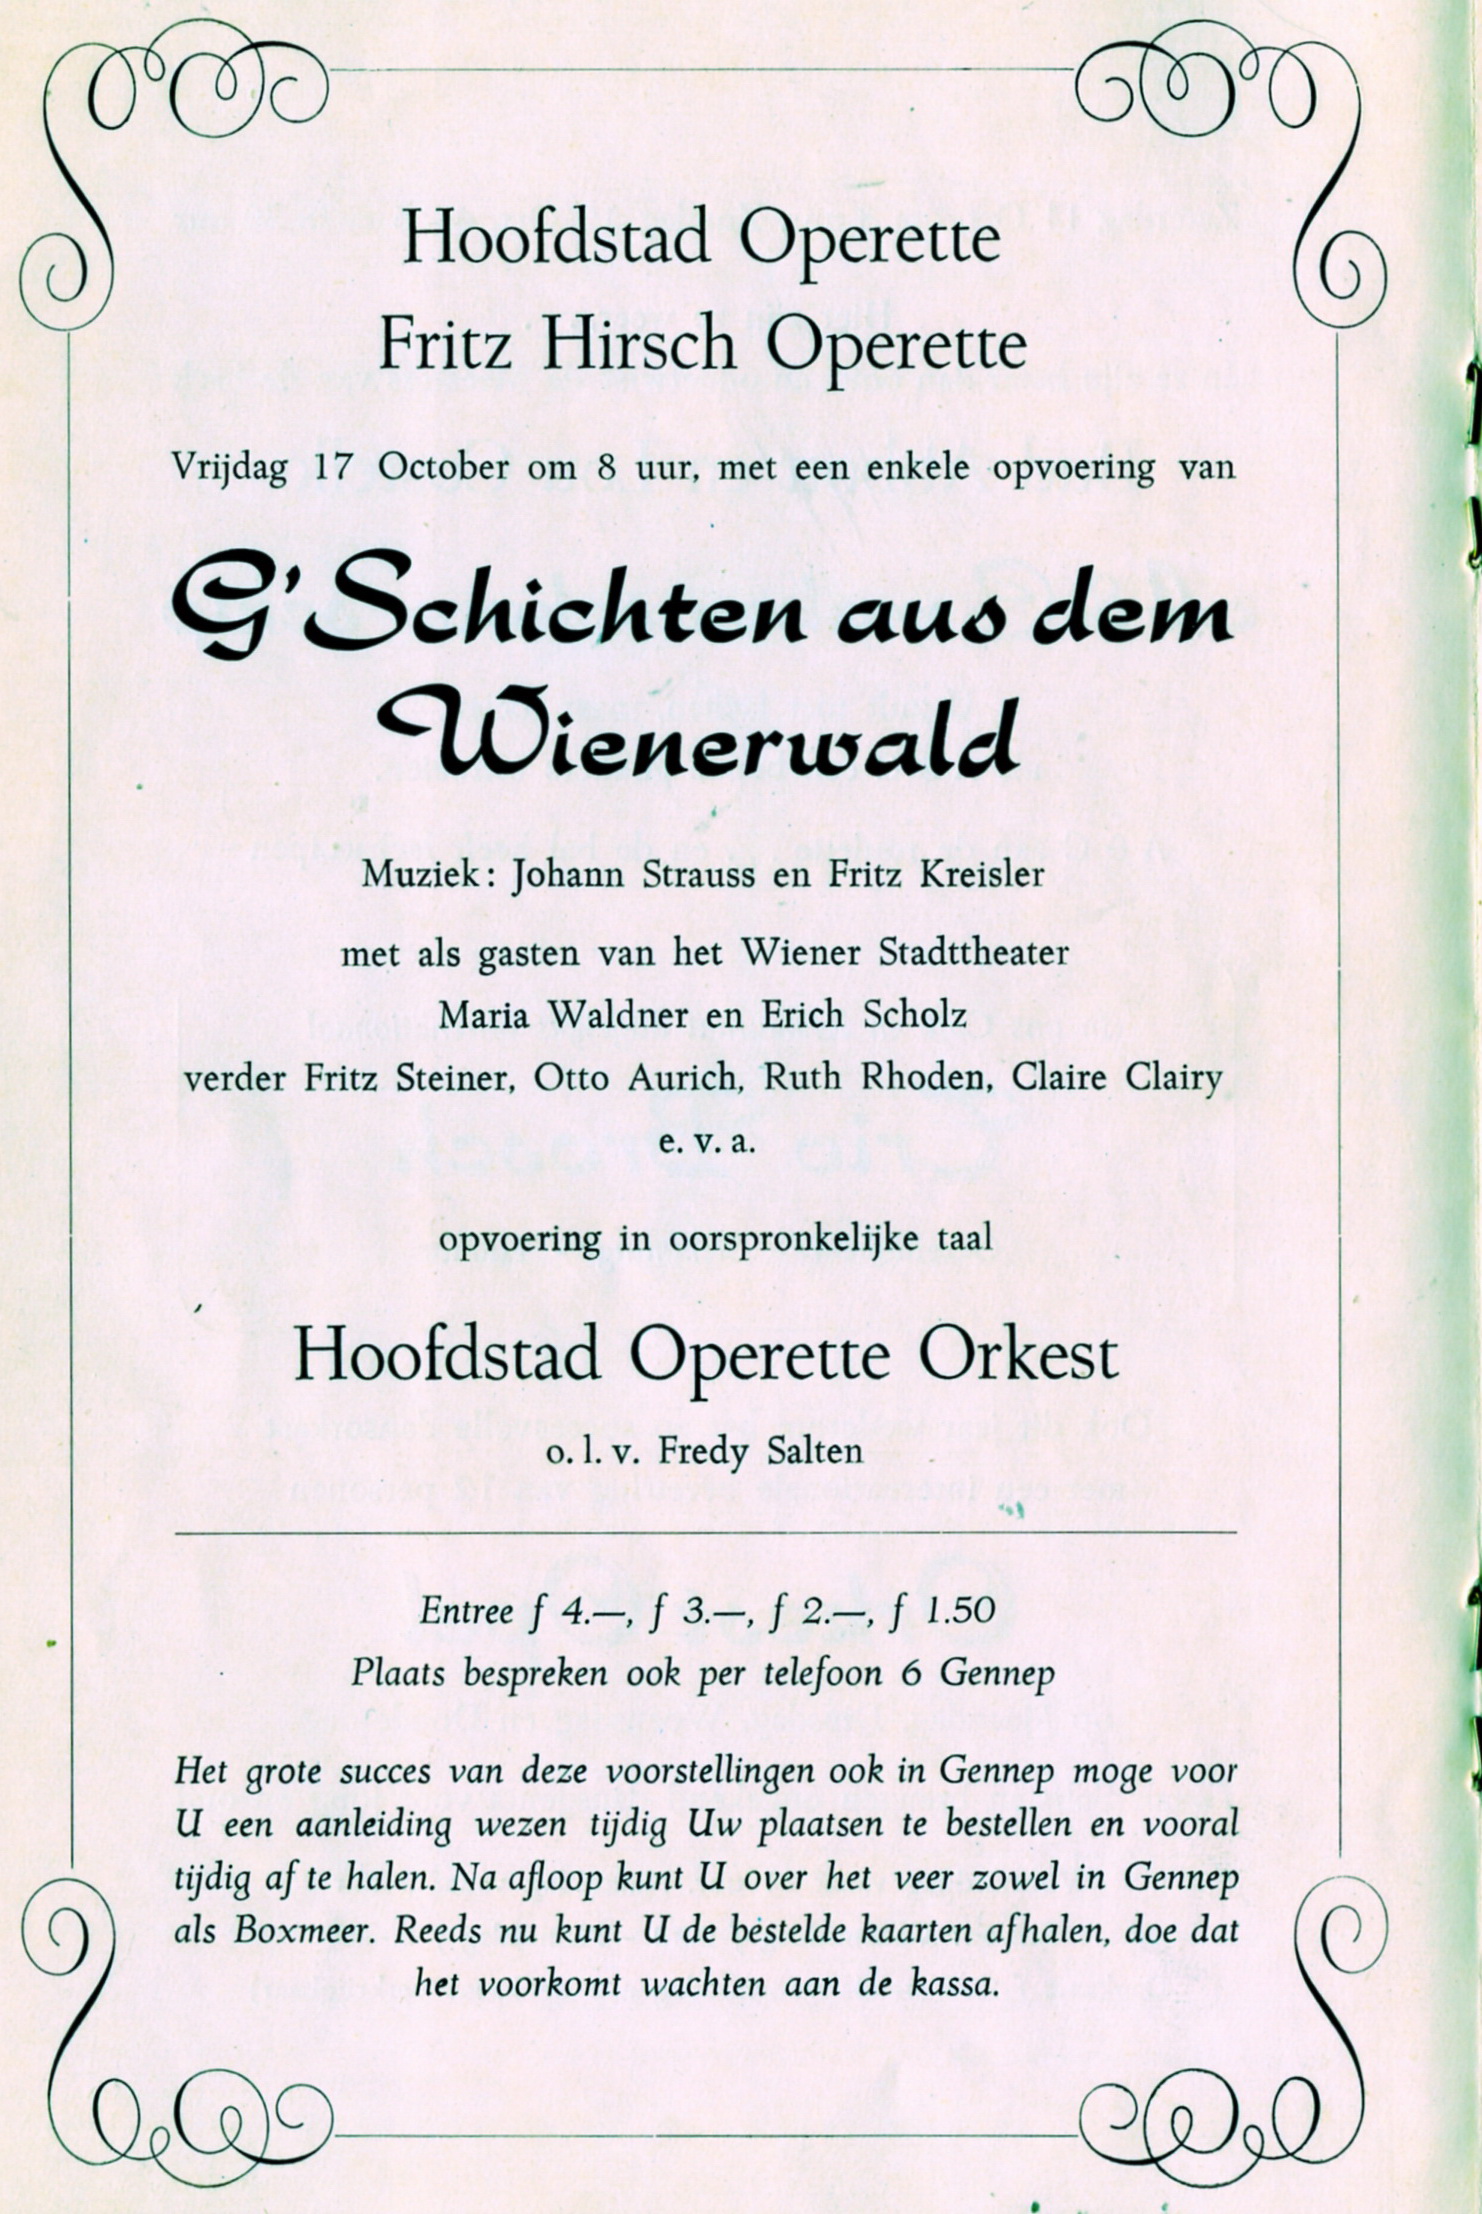 Hoofdstad Operette
Fritz Hirsch Operette
Vrijdag 17 October om 8 uur, met een enkele opvoering van
G'Schichten aus dem
Wienerwald
Muziek: Johann Strauss en Fritz Kreisler
met als gasten van het Wiener Stadttheater
Maria Waldner en Erich Scholz
verder Fritz Steiner, Otto Aurich, Ruth Rhoden, Claire Clairy
e. v. a.
opvoering in oorspronkelijke taal
Hoofdstad Operette Orkest
o. l. v. Fredy Salten
Entree f 4.—, f 3.—, f 2.—, f 1.50
Plaats bespreken ook per telefoon 6 Gennep
Het grote succes van deze voorstellingen ook in Gennep moge voor
U een aanleiding wezen tijdig Uw plaatsen te bestellen en vooral
tijdig af te halen. Na afloop kunt U over het veer zowel in Gennep
als Boxmeer. Reeds nu kunt U de bestelde kaarten afhalen, doe dat
het voorkomt wachten aan de kassa.